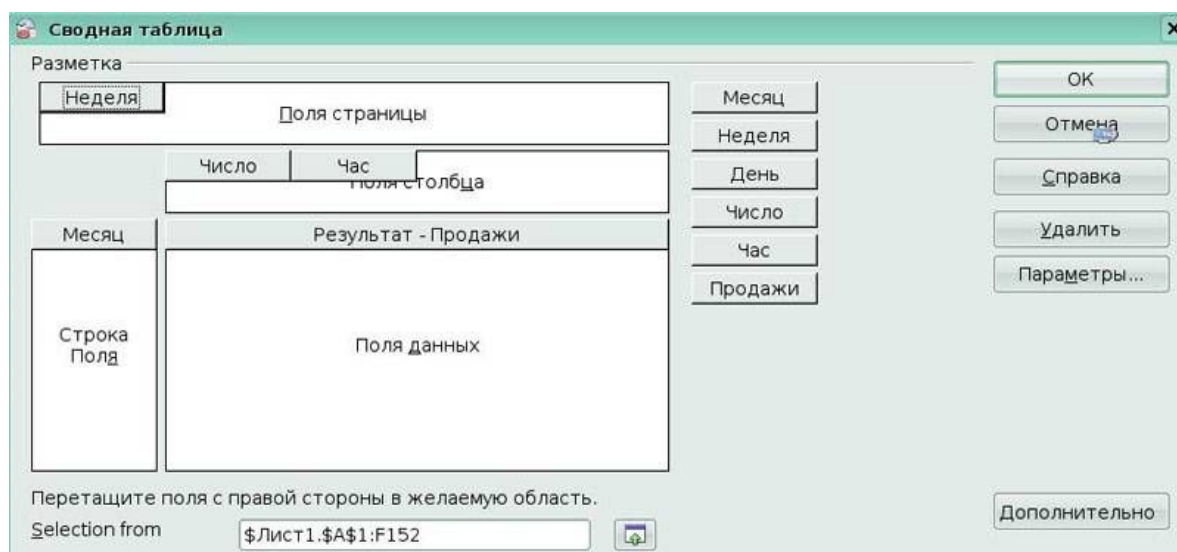 Сводная таблица
Разметка
Неделя
Поля страницы
Число
Час
Поля столбца
Месяц
Результат - Продажи
Строка
Поля
Поля данных
Месяц
Неделя
День
Число
Час
Продажи
OK
Отмена
Справка
Удалить
Параметры...
Перетащите поля с правой стороны в желаемую область.
Selection from
$Лист1.$A$1:F152
Дополнительно